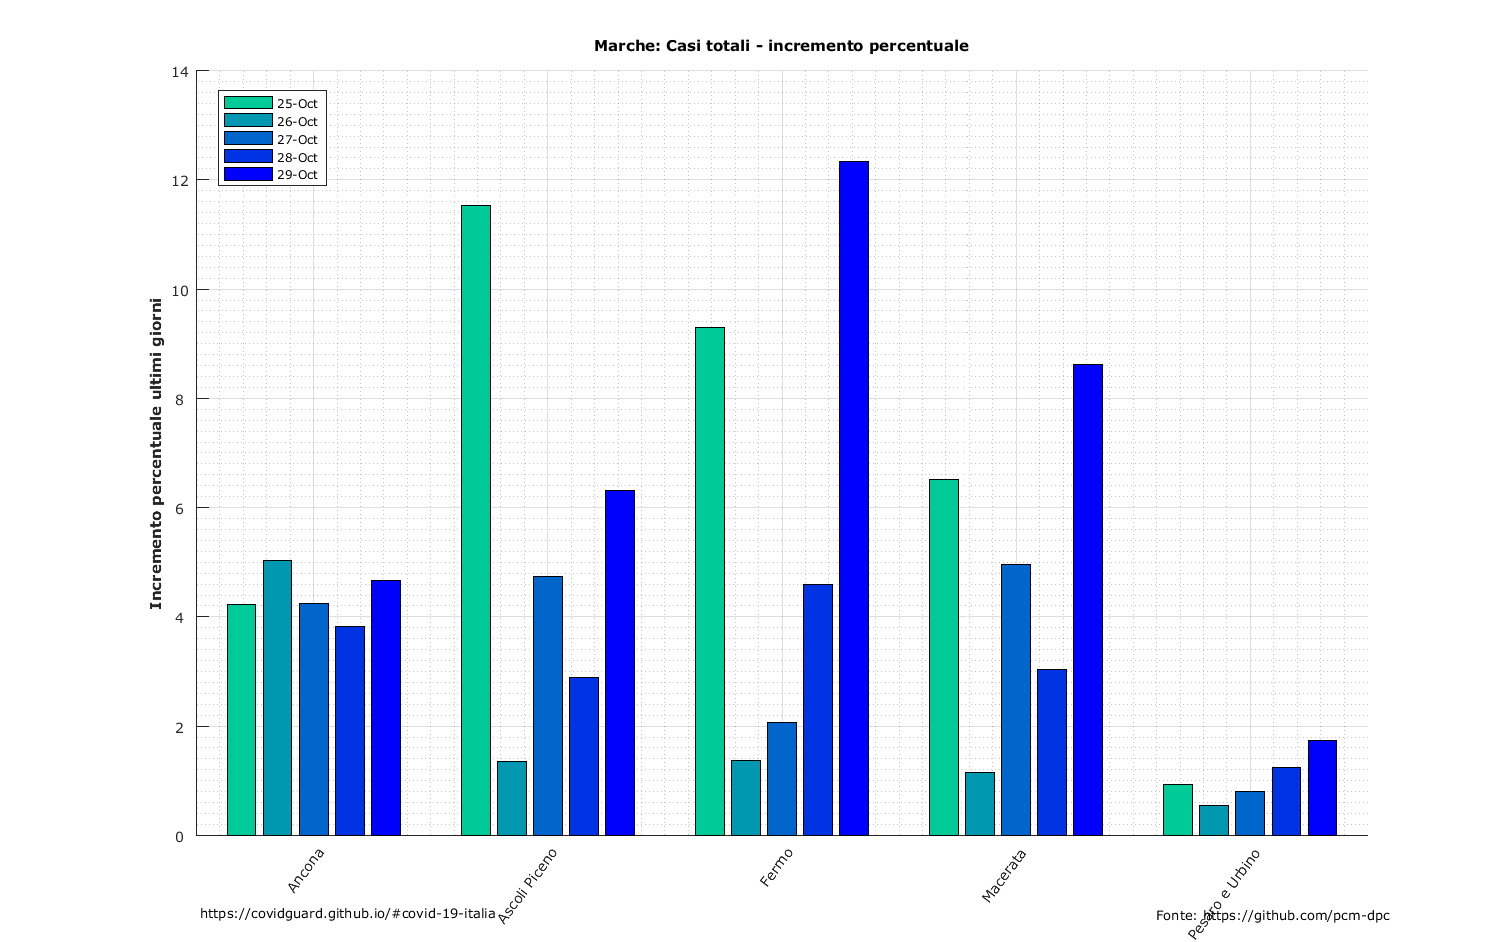 Marche: Casi totali - incremento percentuale
14
12
10
8
6
4
2
0
Incremento percentuale ultimi giorni
25-Oct
26-Oct
27-Oct
28-Oct
29-Oct
Ancona
Ascoli Piceno
Fermo
Macerata
Pesaro e Urbino
https://covidguard.github.io/#covid-19-italia
Fonte: https://github.com/pcm-dpc